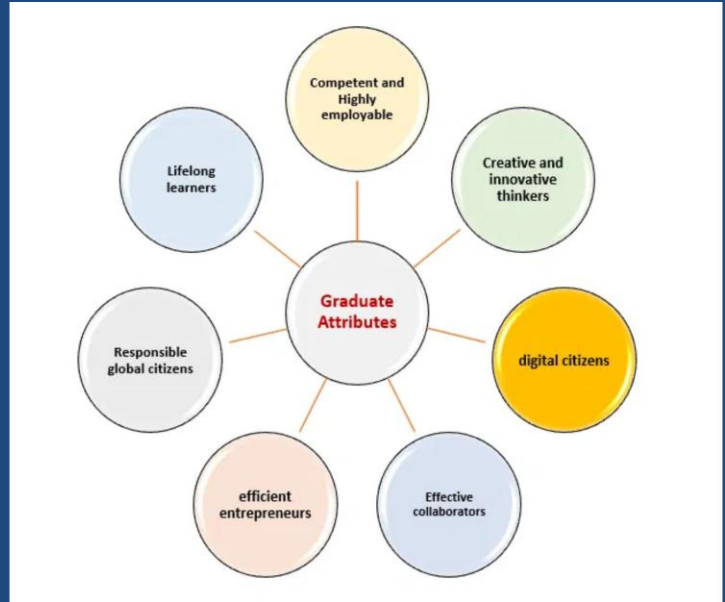 Competent and
Highly
employable
Creative and
innovative
thinkers
digital citizens
Effective
collaborators
efficient
entrepreneurs
Responsible
global citizens
Lifelong
learners
Graduate
Attributes